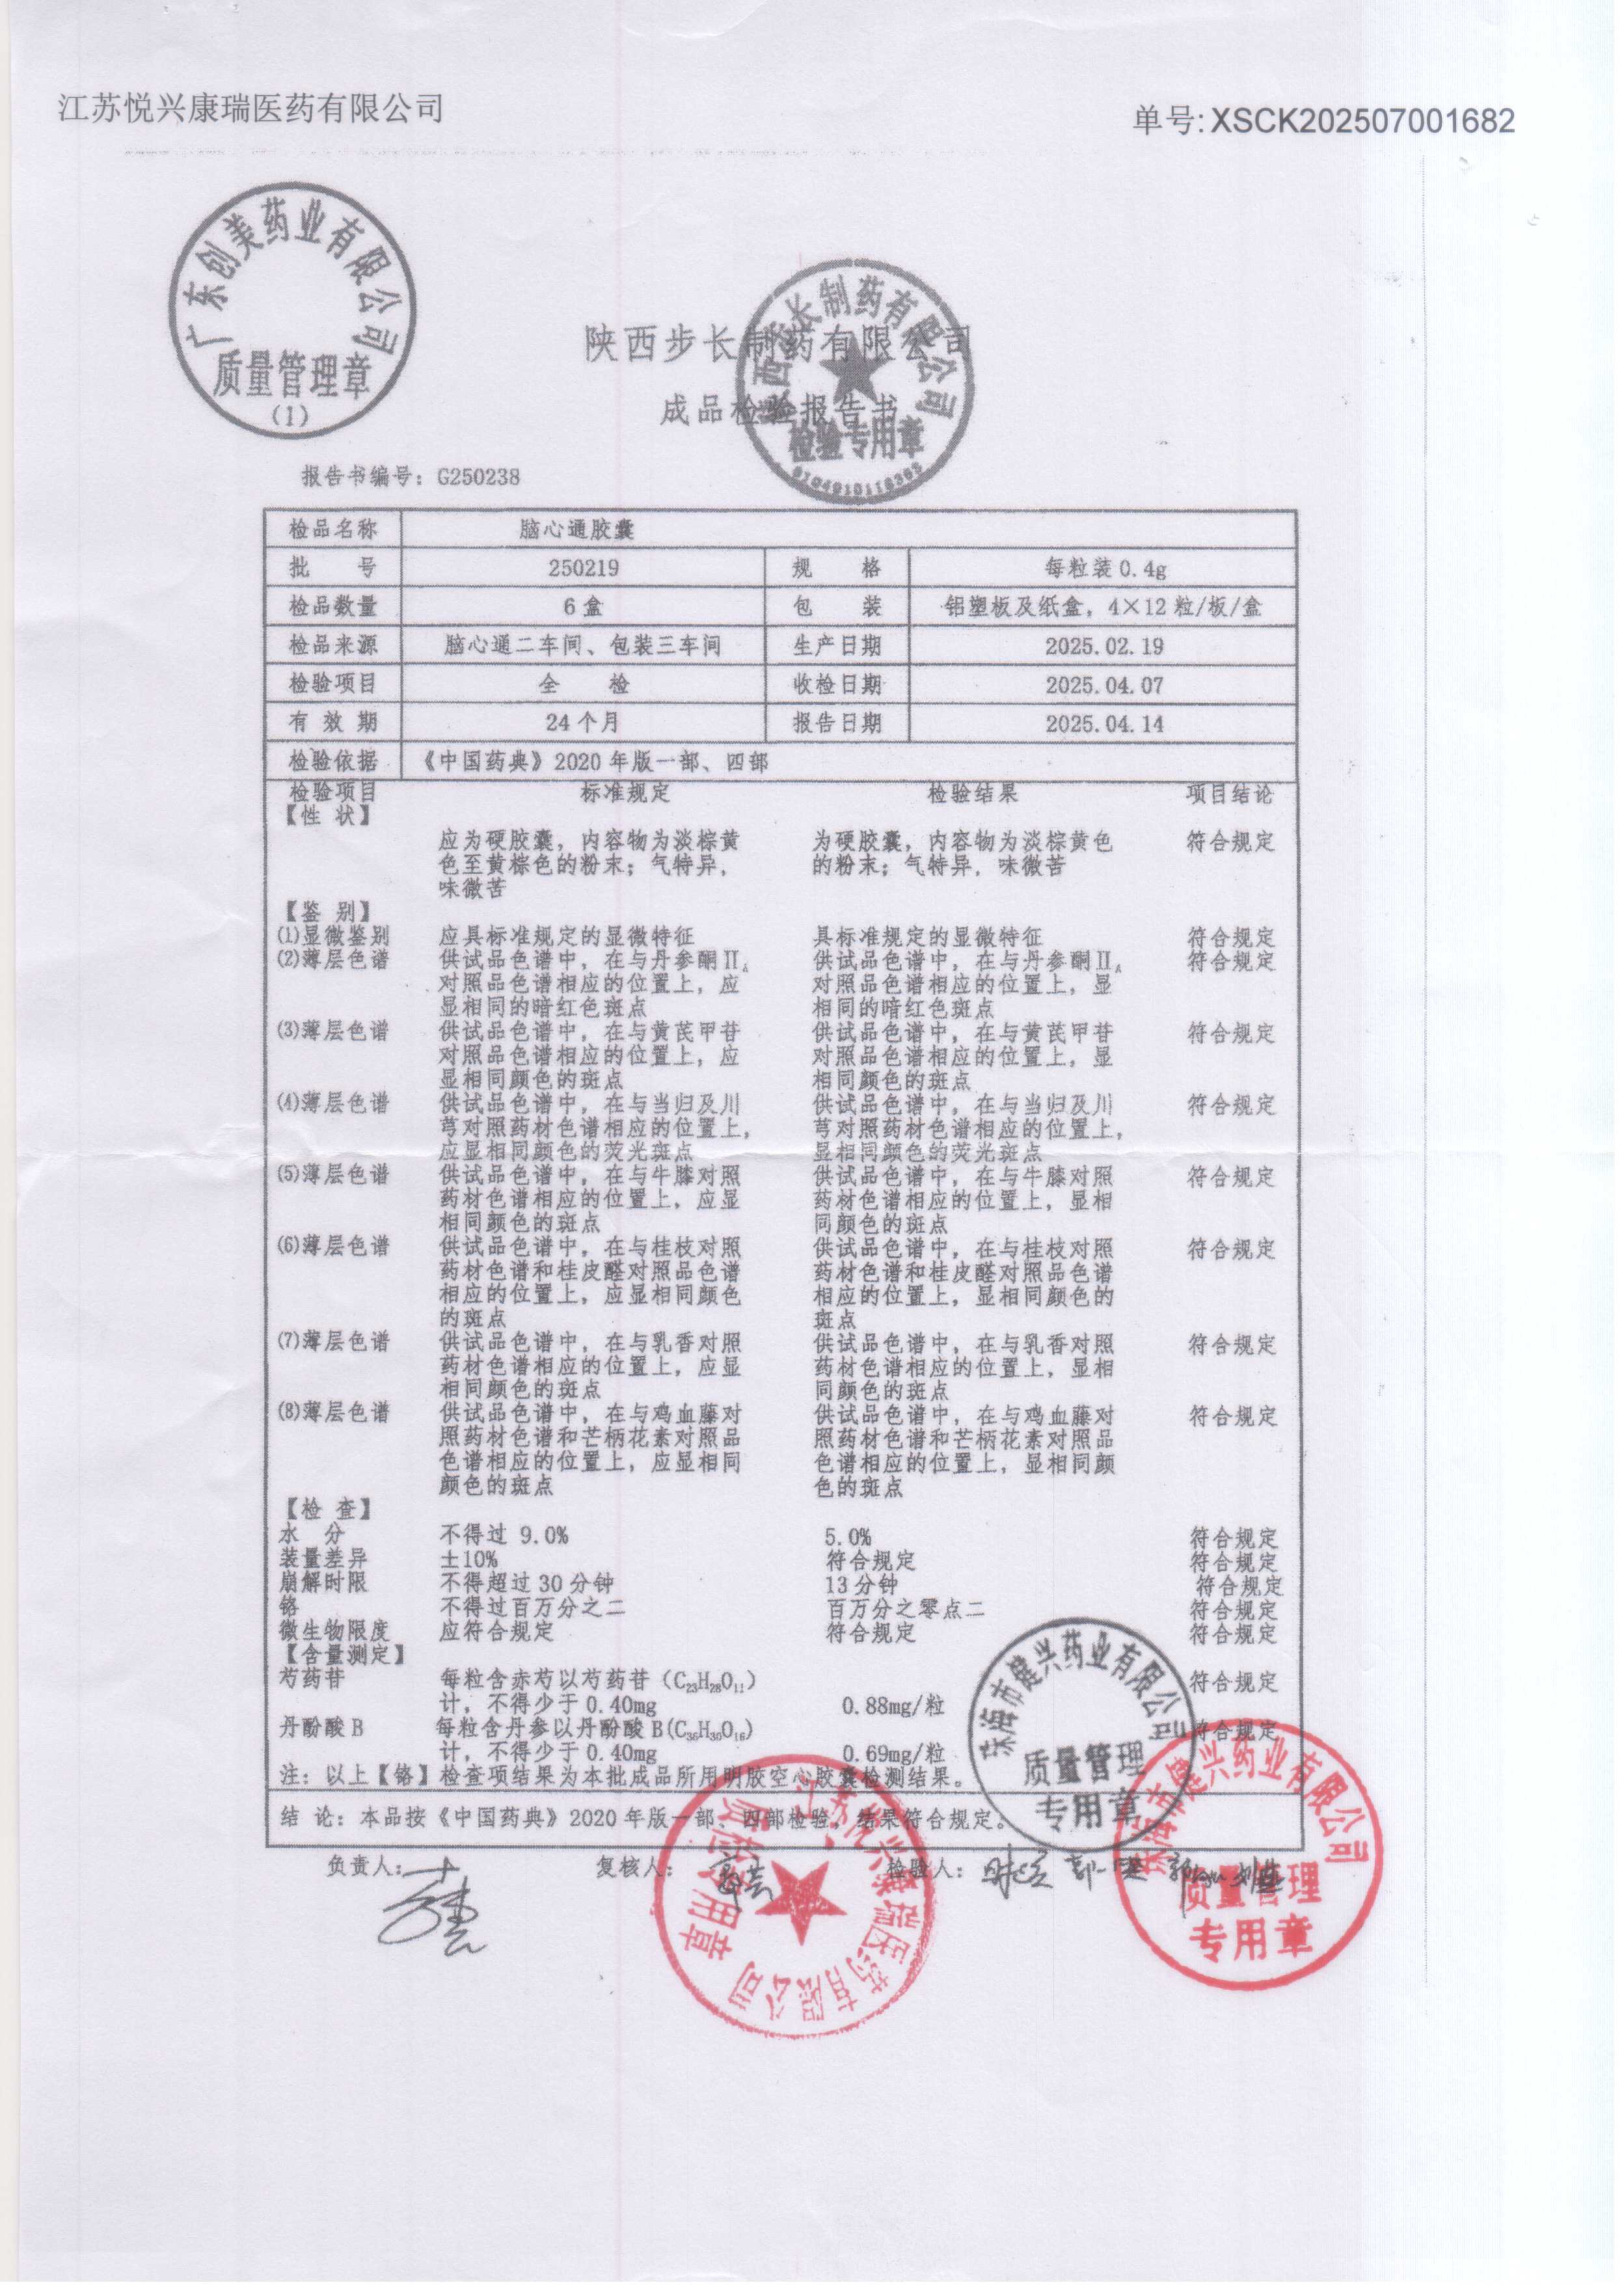 江苏悦兴康瑞医药有限公司
单号: XSCK202507001682
广东创美药业有限公司
质量管理章
(1)
陕西步长制药有限公司
成品检验报告书
陕西步长制药有限公司
检验专用章
报告书编号：G250238
检品名称 脑心通胶囊
批 号 250219 规 格 每粒装 0.4g
检品数量 6 盒 包 装 铝塑板及纸盒，4×12 粒/板/盒
检品来源 脑心通二车间、包装三车间 生产日期 2025.02.19
检验项目 全 检 收检日期 2025.04.07
有 效 期 24 个月 报告日期 2025.04.14
检验依据 《中国药典》2020 年版一部、四部
检验项目 标准规定 检验结果 项目结论
【性 状】
应为硬胶囊，内容物为淡棕黄 为硬胶囊，内容物为淡棕黄色 符合规定
色至黄棕色的粉末；气特异， 的粉末；气特异，味微苦
味微苦
【鉴 别】
(1)显微鉴别 应具标准规定的显微特征 具标准规定的显微特征 符合规定
(2)薄层色谱 供试品色谱中，在与丹参酮ⅡA 供试品色谱中，在与丹参酮ⅡA 符合规定
对照品色谱相应的位置上，应 对照品色谱相应的位置上，显
显相同的暗红色斑点 相同的暗红色斑点
(3)薄层色谱 供试品色谱中，在与黄芪甲苷 供试品色谱中，在与黄芪甲苷 符合规定
对照品色谱相应的位置上，应 对照品色谱相应的位置上，显
显相同颜色的斑点 相同颜色的斑点
(4)薄层色谱 供试品色谱中，在与当归及川 供试品色谱中，在与当归及川 符合规定
芎对照药材色谱相应的位置上， 芎对照药材色谱相应的位置上，
应显相同颜色的荧光斑点 显相同颜色的荧光斑点
(5)薄层色谱 供试品色谱中，在与牛膝对照 供试品色谱中，在与牛膝对照 符合规定
药材色谱相应的位置上，应显 药材色谱相应的位置上，显相
相同颜色的斑点 同颜色的斑点
(6)薄层色谱 供试品色谱中，在与桂枝对照 供试品色谱中，在与桂枝对照 符合规定
药材色谱和桂皮醛对照品色谱 药材色谱和桂皮醛对照品色谱
相应的位置上，应显相同颜色 相应的位置上，显相同颜色的
的斑点 斑点
(7)薄层色谱 供试品色谱中，在与乳香对照 供试品色谱中，在与乳香对照 符合规定
药材色谱相应的位置上，应显 药材色谱相应的位置上，显相
相同颜色的斑点 同颜色的斑点
(8)薄层色谱 供试品色谱中，在与鸡血藤对 供试品色谱中，在与鸡血藤对 符合规定
照药材色谱和芒柄花素对照品 照药材色谱和芒柄花素对照品
色谱相应的位置上，应显相同 色谱相应的位置上，显相同颜
颜色的斑点 色的斑点
【检 查】
水 分 不得过 9.0% 5.0% 符合规定
装量差异 ±10% 符合规定 符合规定
崩解时限 不得超过 30 分钟 13 分钟 符合规定
铬 不得过百万分之二 百万分之零点二 符合规定
微生物限度 应符合规定 符合规定 符合规定
【含量测定】
芍药苷 每粒含赤芍以芍药苷（C23H28O11） 符合规定
计，不得少于 0.40mg 0.88mg/粒
丹酚酸 B 每粒含丹参以丹酚酸 B(C36H30O16) 符合规定
计，不得少于 0.40mg 0.69mg/粒
注：以上【铬】检查项结果为本批成品所用明胶空心胶囊检测结果。
结 论：本品按《中国药典》2020 年版一部、四部检验，结果符合规定。
负责人： 复核人： 检验人：
珠海市健兴药业有限公司
质量管理
专用章
江苏悦兴康瑞医药有限公司
质检专用章
珠海市健兴药业有限公司
质量管理
专用章